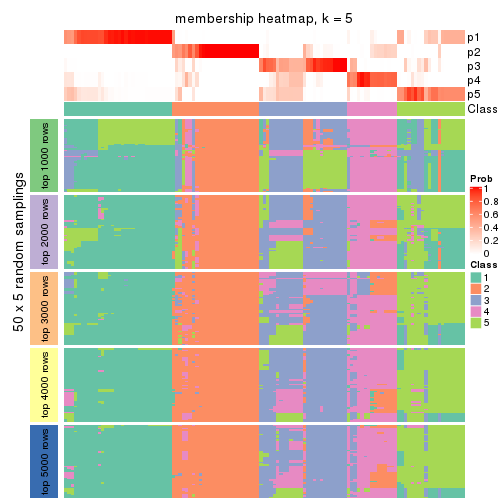 membership heatmap, k = 5
p1
p2
p3
p4
p5
Class
50 x 5 random samplings
top 1000 rows
top 2000 rows
top 3000 rows
top 4000 rows
top 5000 rows
Prob
1
0.8
0.6
0.4
0.2
0
Class
1
2
3
4
5